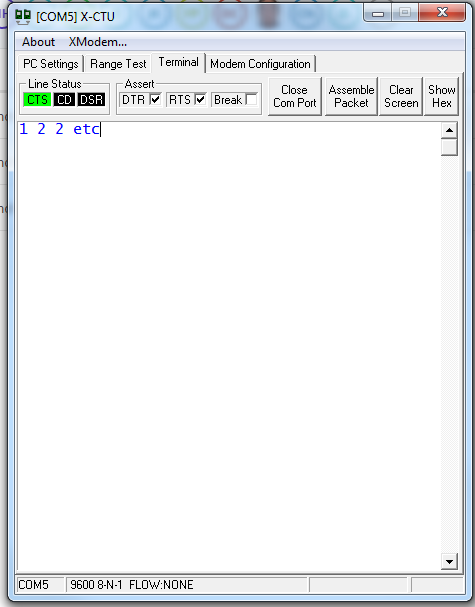 [COM5] X-CTU
About XModem...
PC Settings Range Test Terminal Modem Configuration
Line Status Assert
CTS CD DSR DTR RTS Break
Close Com Port
Assemble Packet
Clear Screen
Show Hex
1 2 2 etc
COM5 9600 8-N-1 FLOW:NONE